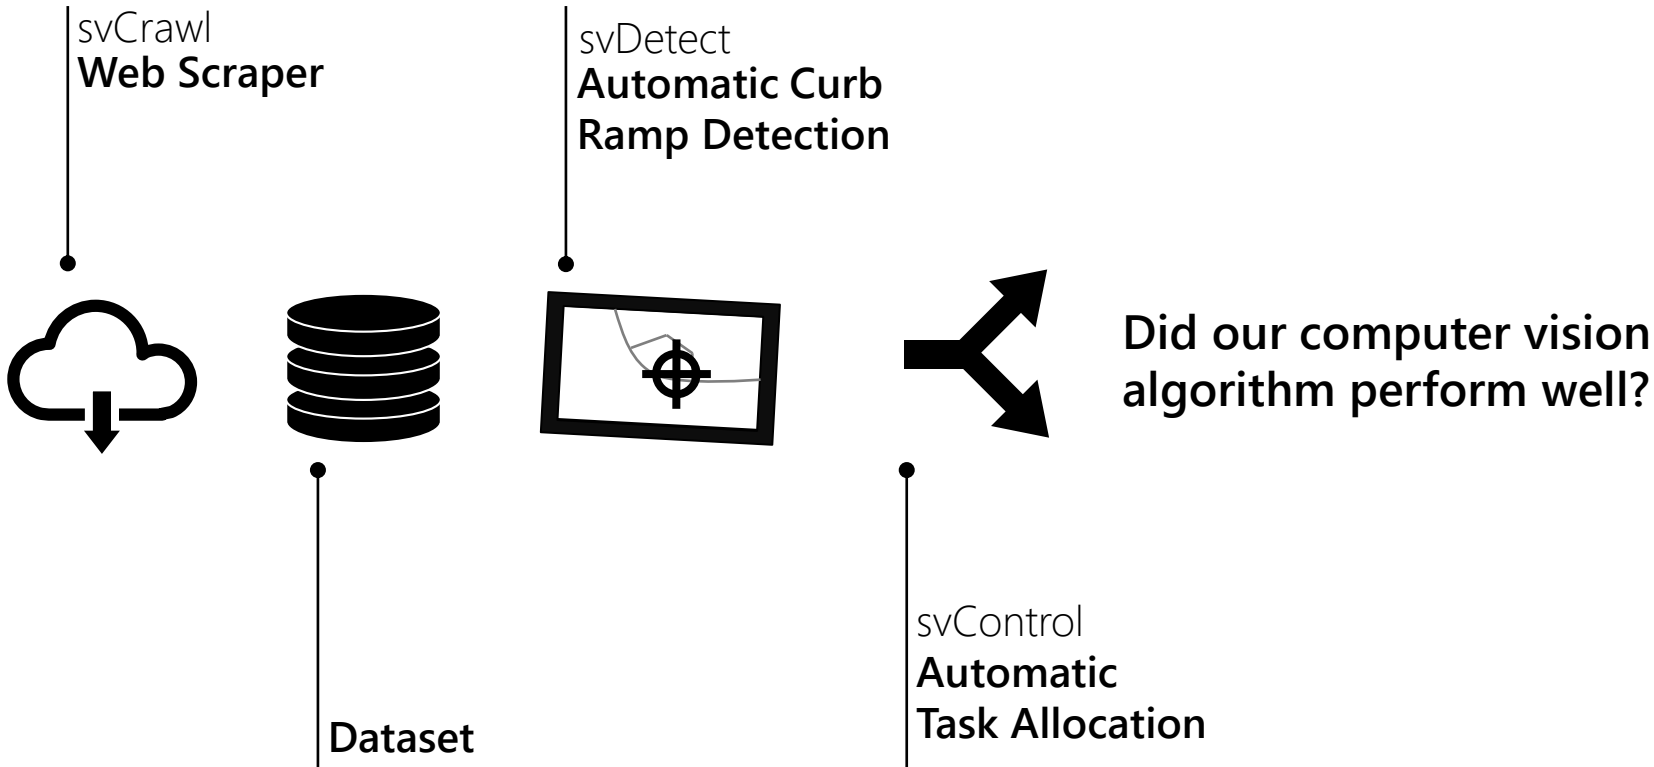 svCrawl
Web Scraper
svDetect
Automatic Curb
Ramp Detection
Did our computer vision
algorithm perform well?
svControl
Automatic
Task Allocation
Dataset